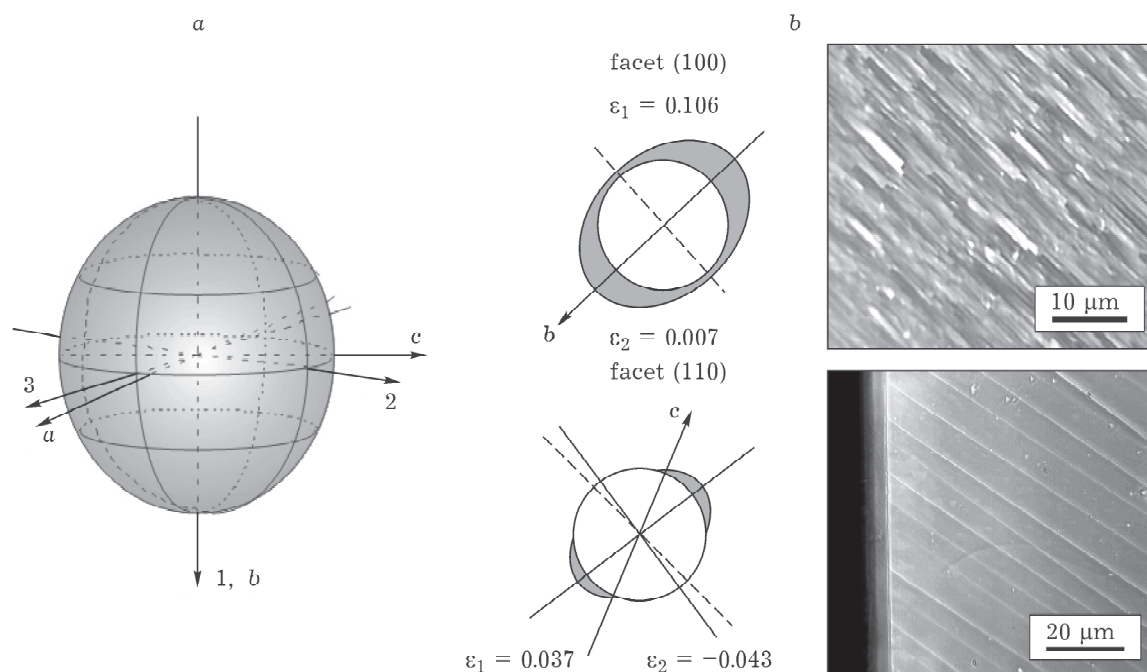 a
c
3
a
2
1, b
b
facet (100)
ε₁ = 0.106
b
ε₂ = 0.007
facet (110)
c
ε₁ = 0.037
ε₂ = −0.043
10 µm
20 µm